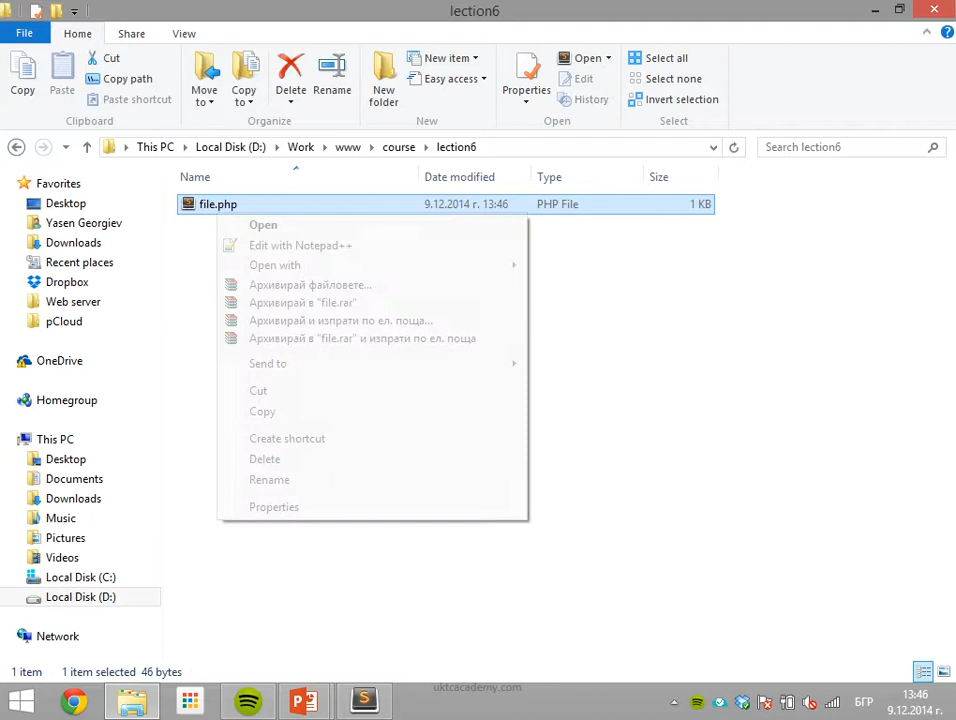 lection6
File Home Share View
Copy Paste Cut Copy path Paste shortcut Move to Copy to Delete Rename New folder New item Easy access Properties Open Edit History Select all Select none Invert selection
Clipboard Organize New Open Select
This PC Local Disk (D:) Work www course lection6 Search lection6
Name Date modified Type Size
file.php 9.12.2014 г. 13:46 PHP File 1 KB
Favorites
Desktop
Yasen Georgiev
Downloads
Recent places
Dropbox
Web server
pCloud
OneDrive
Homegroup
This PC
Desktop
Documents
Downloads
Music
Pictures
Videos
Local Disk (C:)
Local Disk (D:)
Network
Open
Edit with Notepad++
Open with
Архивирай файловете...
Архивирай в "file.rar"
Архивирай и изпрати по ел. поща...
Архивирай в "file.rar" и изпрати по ел. поща
Send to
Cut
Copy
Create shortcut
Delete
Rename
Properties
1 item 1 item selected 46 bytes
uktcacademy.com
БГР 13:46
9.12.2014 г.